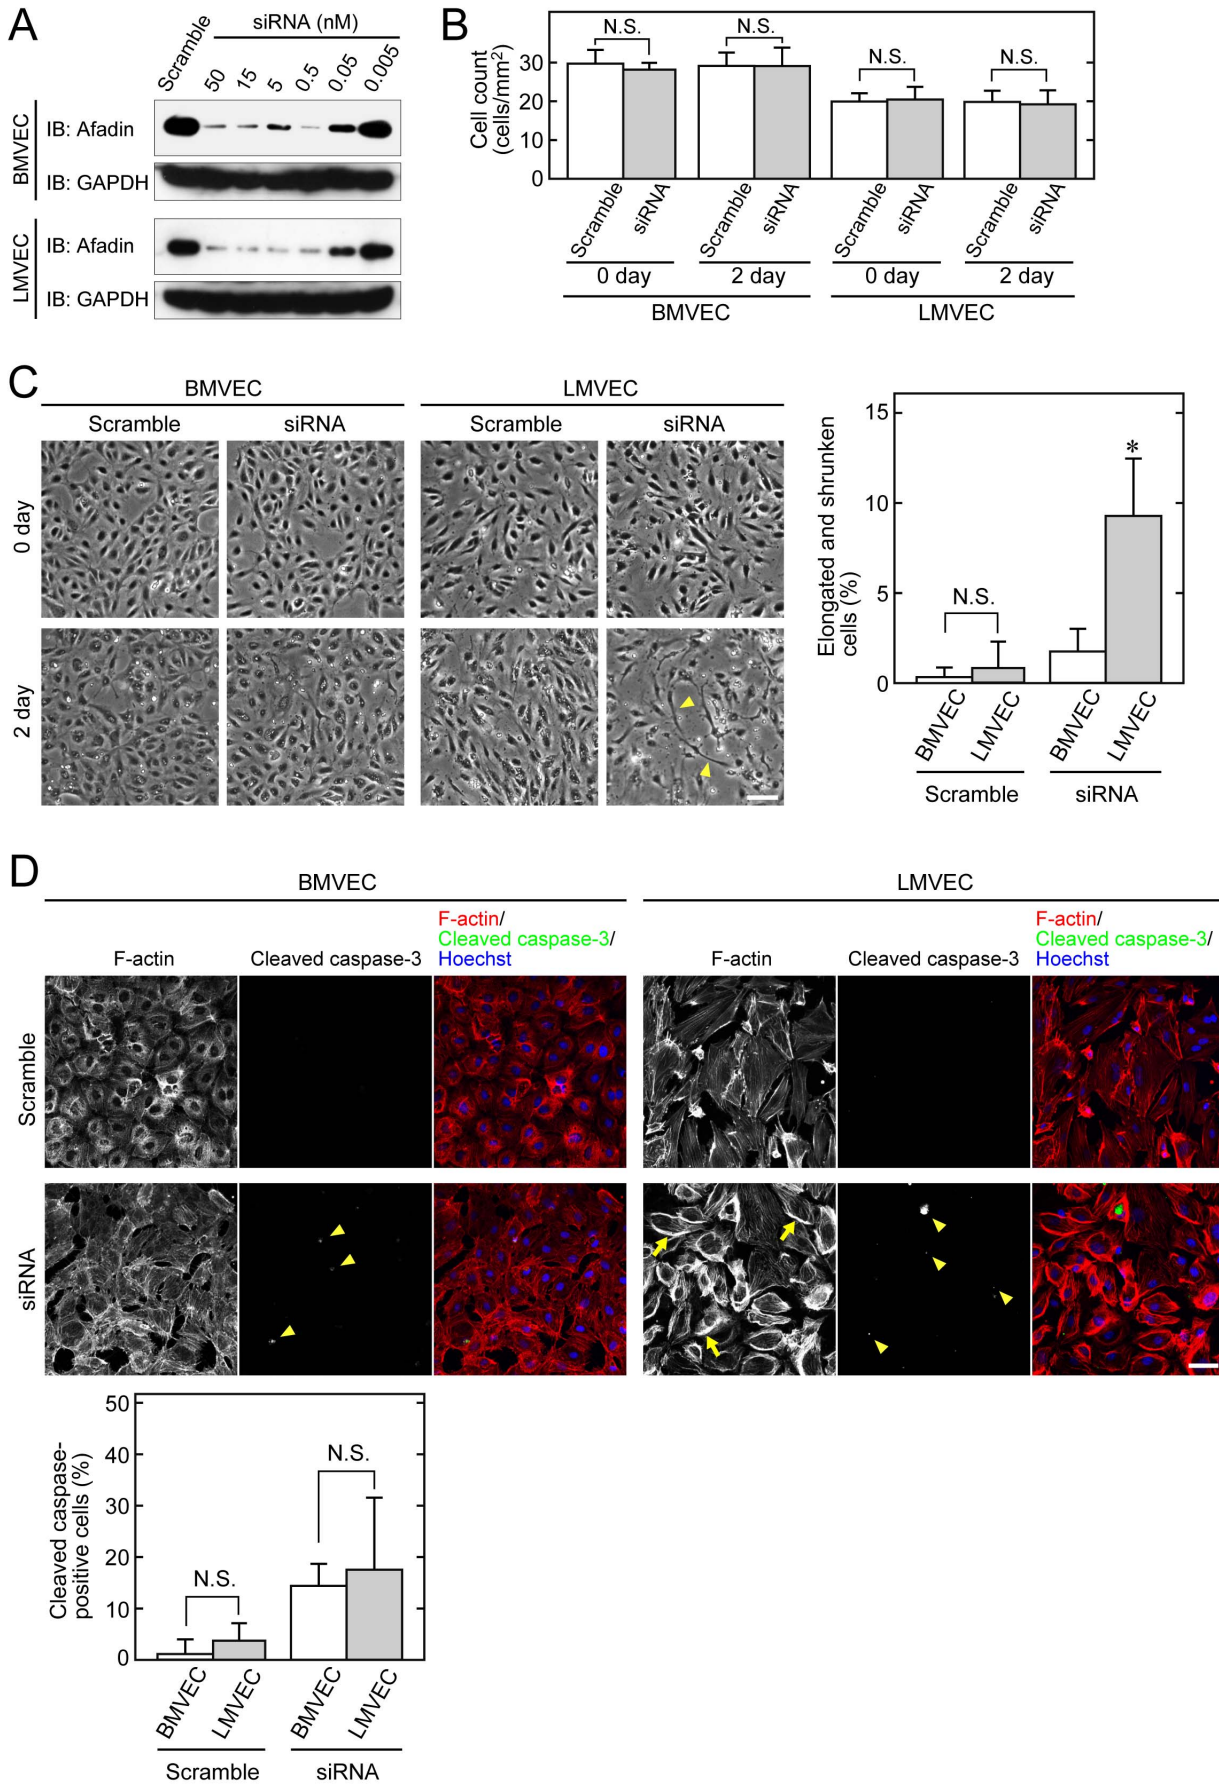 A
Scramble
siRNA (nM)
50 15 5 0.5 0.05 0.005
BMVEC
IB: Afadin
IB: GAPDH
LMVEC
IB: Afadin
IB: GAPDH
B
Cell count
(cells/mm²)
30
20
10
0
N.S. N.S. N.S. N.S.
Scramble siRNA Scramble siRNA Scramble siRNA Scramble siRNA
0 day 2 day 0 day 2 day
BMVEC LMVEC
C
BMVEC LMVEC
Scramble siRNA Scramble siRNA
0 day
2 day
Elongated and shrunken
cells (%)
15
10
5
0
N.S.
*
BMVEC LMVEC BMVEC LMVEC
Scramble siRNA
D
BMVEC LMVEC
F-actin Cleaved caspase-3
F-actin/
Cleaved caspase-3/
Hoechst
F-actin Cleaved caspase-3
F-actin/
Cleaved caspase-3/
Hoechst
Scramble
siRNA
Cleaved caspase-
positive cells (%)
50
40
30
20
10
0
N.S.
N.S.
BMVEC LMVEC BMVEC LMVEC
Scramble siRNA